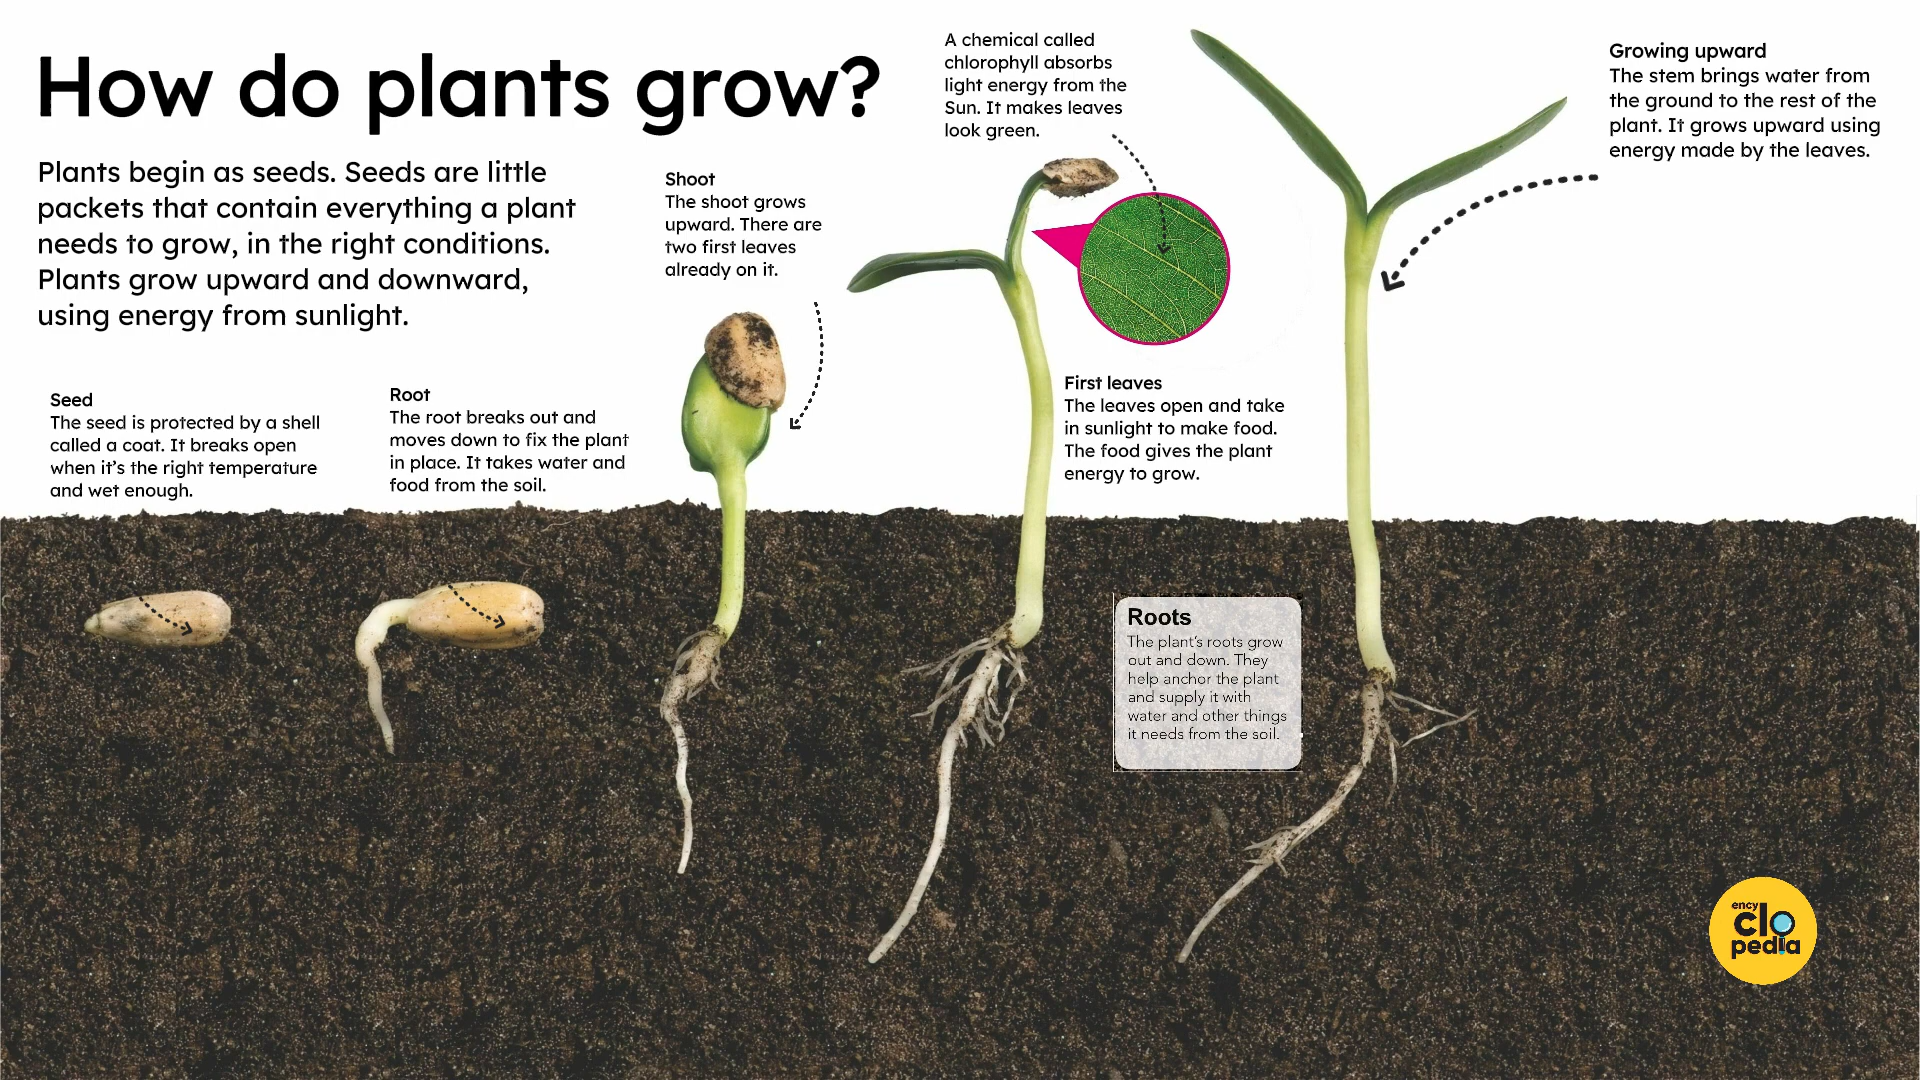 How do plants grow?
Plants begin as seeds. Seeds are little
packets that contain everything a plant
needs to grow, in the right conditions.
Plants grow upward and downward,
using energy from sunlight.
Seed
The seed is protected by a shell
called a coat. It breaks open
when it's the right temperature
and wet enough.
Root
The root breaks out and
moves down to fix the plant
in place. It takes water and
food from the soil.
Shoot
The shoot grows
upward. There are
two first leaves
already on it.
A chemical called
chlorophyll absorbs
light energy from the
Sun. It makes leaves
look green.
First leaves
The leaves open and take
in sunlight to make food.
The food gives the plant
energy to grow.
Growing upward
The stem brings water from
the ground to the rest of the
plant. It grows upward using
energy made by the leaves.
Roots
The plant's roots grow
out and down. They
help anchor the plant
and supply it with
water and other things
it needs from the soil.
ency
clo
pedia